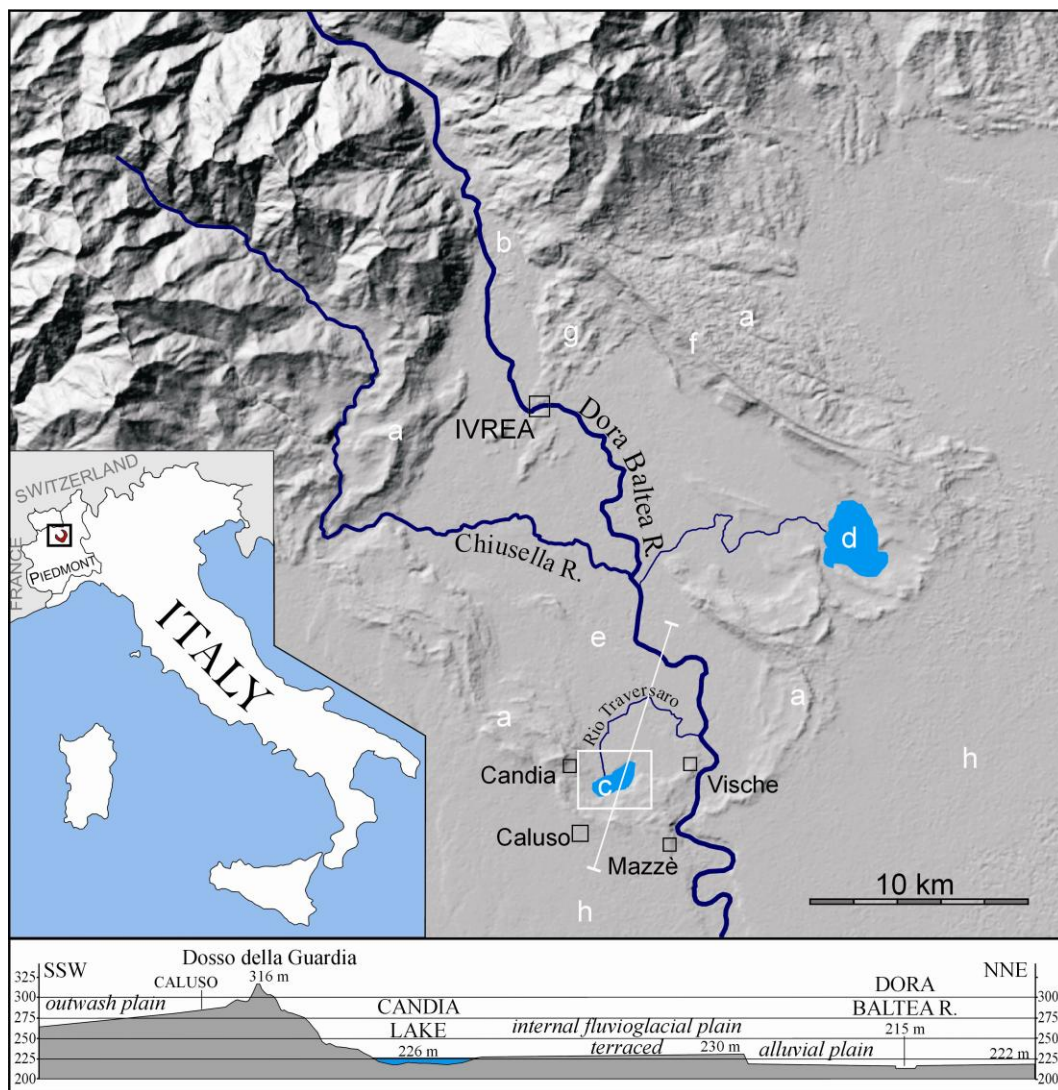 b
a
g
f
IVREA
Dora Baltea R.
a
SWITZERLAND
FRANCE
PIEDMONT
ITALY
d
Chiusella R.
e
Rio Traversaro
a
a
h
Candia
c
Vische
Caluso
Mazzè
10 km
h
SSW
Dosso della Guardia
316 m
CALUSO
outwash plain
CANDIA
LAKE
226 m
internal fluvioglacial plain
terraced
230 m
DORA
BALTEA R.
215 m
alluvial plain
NNE
222 m
325
300
275
250
225
200
300
275
250
225
200